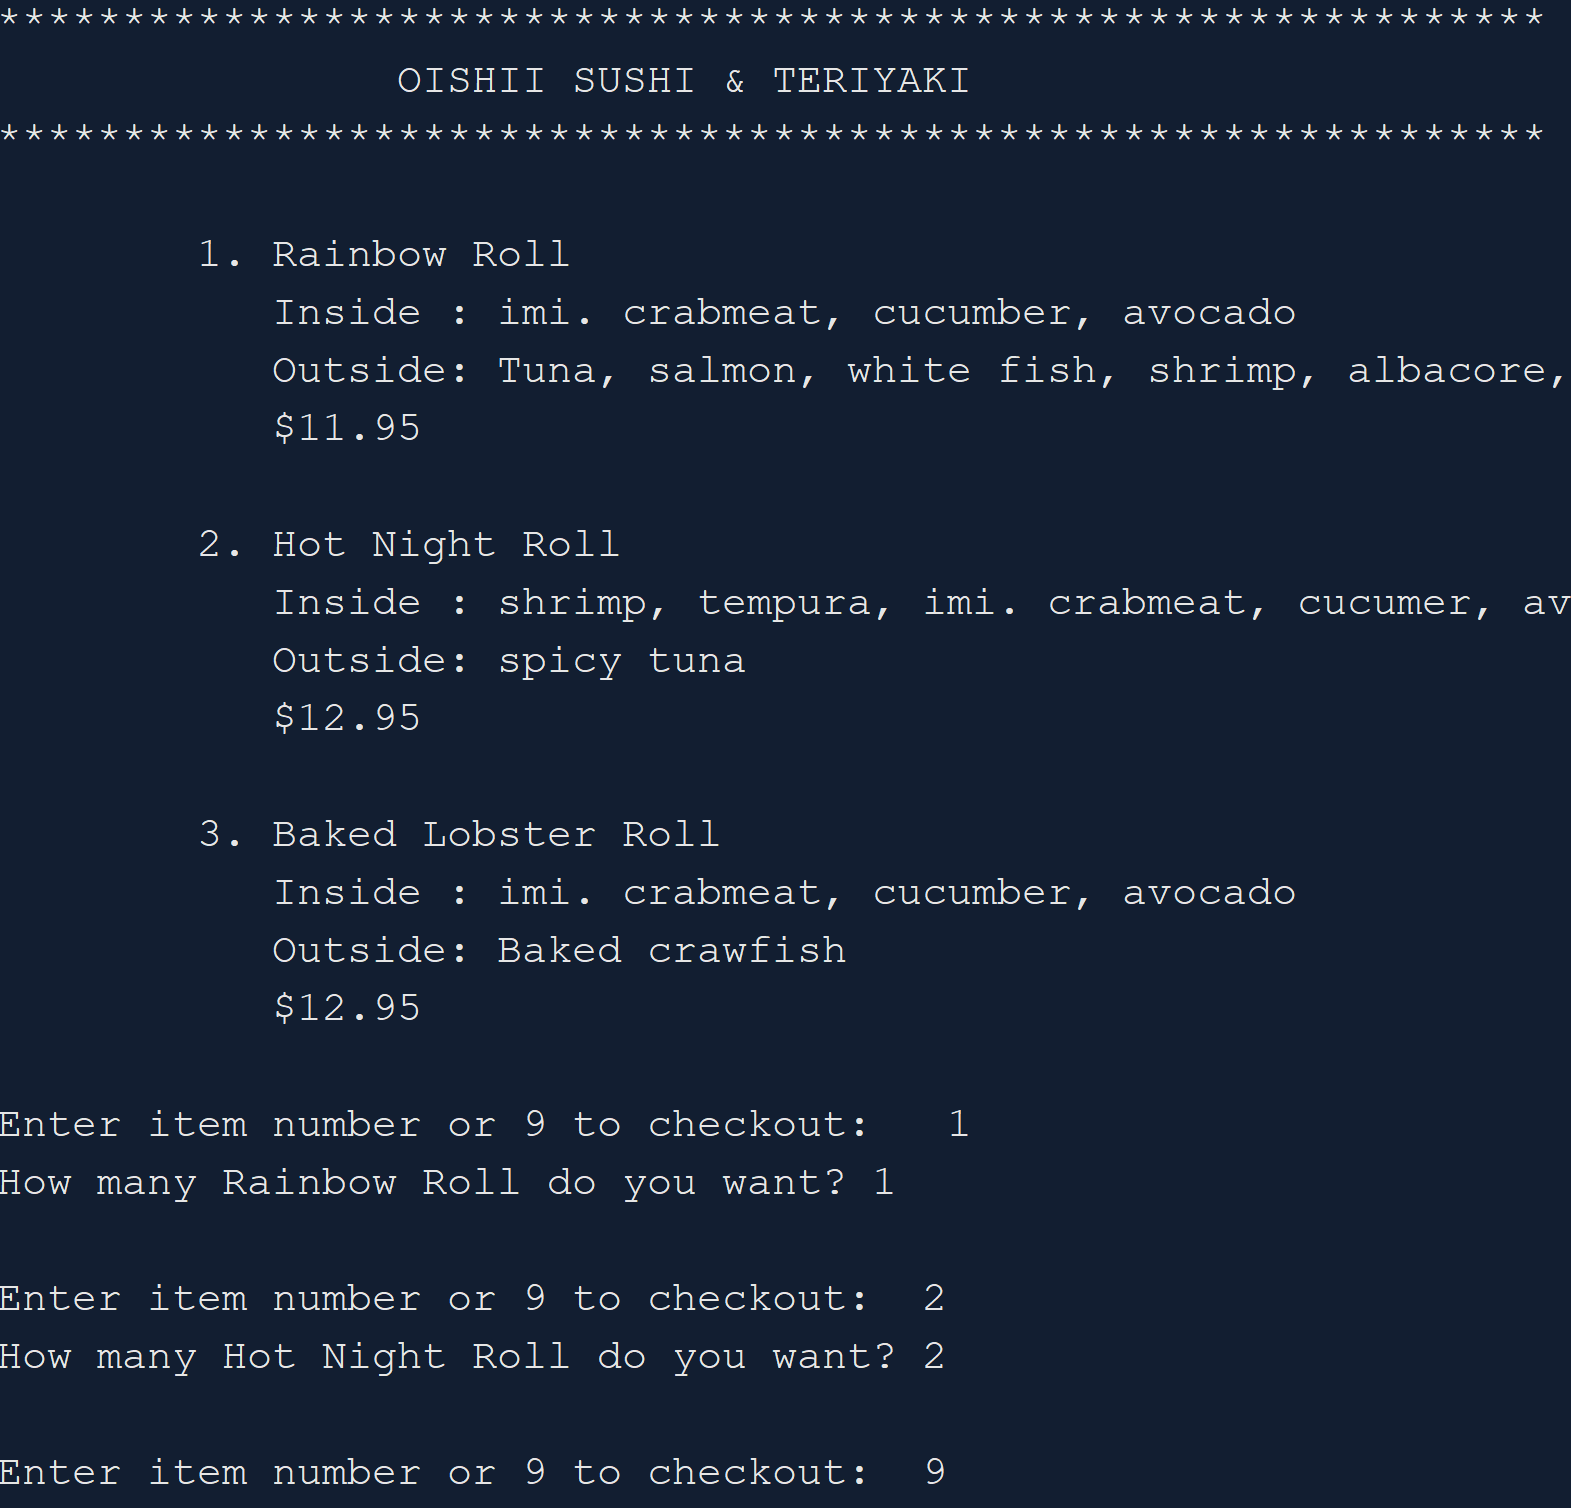 **************************************************************
OISHII SUSHI & TERIYAKI
**************************************************************
1. Rainbow Roll
Inside : imi. crabmeat, cucumber, avocado
Outside: Tuna, salmon, white fish, shrimp, albacore,
$11.95
2. Hot Night Roll
Inside : shrimp, tempura, imi. crabmeat, cucumer, av
Outside: spicy tuna
$12.95
3. Baked Lobster Roll
Inside : imi. crabmeat, cucumber, avocado
Outside: Baked crawfish
$12.95
Enter item number or 9 to checkout: 1
How many Rainbow Roll do you want? 1
Enter item number or 9 to checkout: 2
How many Hot Night Roll do you want? 2
Enter item number or 9 to checkout: 9